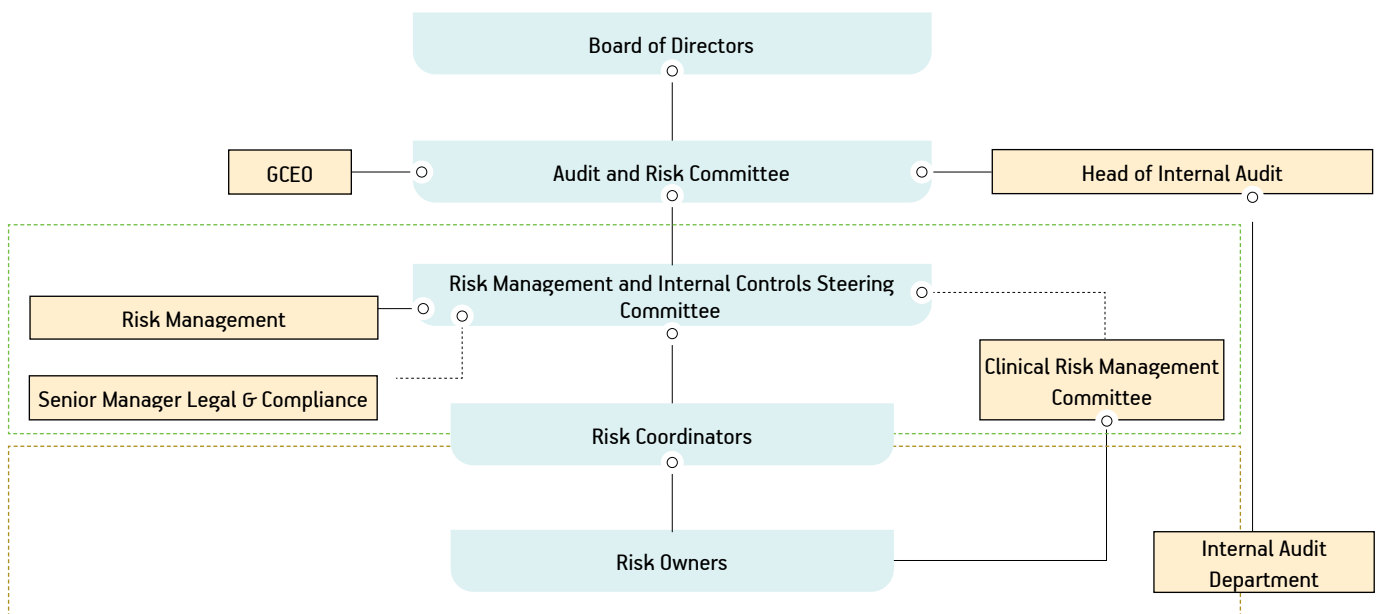 Board of Directors
GCEO
Audit and Risk Committee
Head of Internal Audit
Risk Management and Internal Controls Steering
Committee
Risk Management
Senior Manager Legal & Compliance
Clinical Risk Management
Committee
Risk Coordinators
Risk Owners
Internal Audit
Department